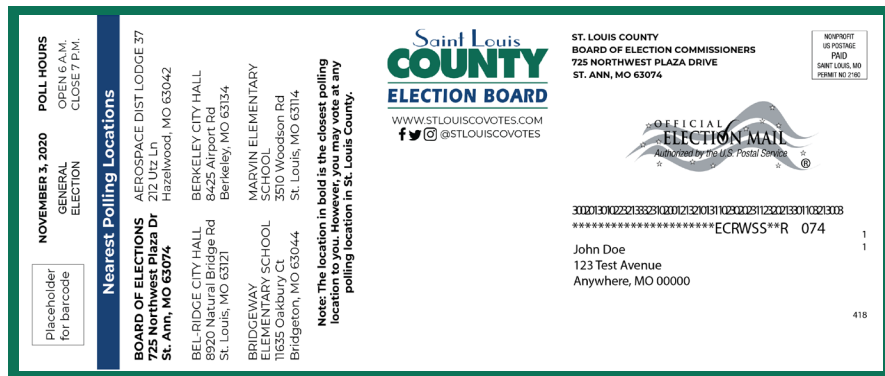 Placeholder
for barcode
NOVEMBER 3, 2020
GENERAL
ELECTION
POLL HOURS
OPEN 6 A.M.
CLOSE 7 P.M.
Nearest Polling Locations
BOARD OF ELECTIONS
725 Northwest Plaza Dr
St. Ann, MO 63074
AEROSPACE DIST LODGE 37
212 Utz Ln
Hazelwood, MO 63042
BEL-RIDGE CITY HALL
8920 Natural Bridge Rd
St. Louis, MO 63121
BERKELEY CITY HALL
8425 Airport Rd
Berkeley, MO 63134
BRIDGEWAY
ELEMENTARY SCHOOL
11635 Oakbury Ct
Bridgeton, MO 63044
MARVIN ELEMENTARY
SCHOOL
3510 Woodson Rd
St. Louis, MO 63114
Note: The location in bold is the closest polling
location to you. However, you may vote at any
polling location in St. Louis County.
Saint Louis
COUNTY
ELECTION BOARD
WWW.STLOUISCOVOTES.COM
@STLOUISCOVOTES
ST. LOUIS COUNTY
BOARD OF ELECTION COMMISSIONERS
725 NORTHWEST PLAZA DRIVE
ST. ANN, MO 63074
NONPROFIT
US POSTAGE
PAID
SAINT LOUIS, MO
PERMIT NO 2160
OFFICIAL
ELECTION MAIL
Authorized by the U.S. Postal Service
®
***********************ECRWSS**R 074
John Doe
123 Test Avenue
Anywhere, MO 00000
1
1
418